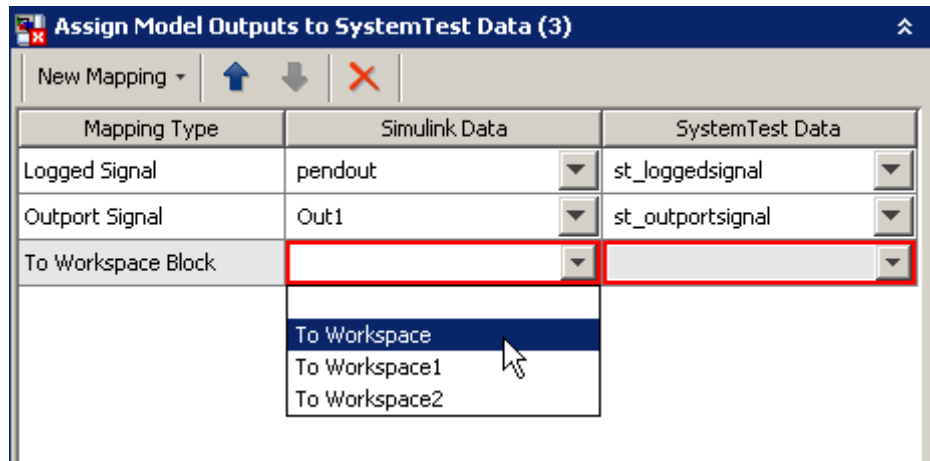 Assign Model Outputs to SystemTest Data (3)
New Mapping
Mapping Type Simulink Data SystemTest Data
Logged Signal pendout st_loggedsignal
Outport Signal Out1 st_outportsignal
To Workspace Block
To Workspace
To Workspace1
To Workspace2